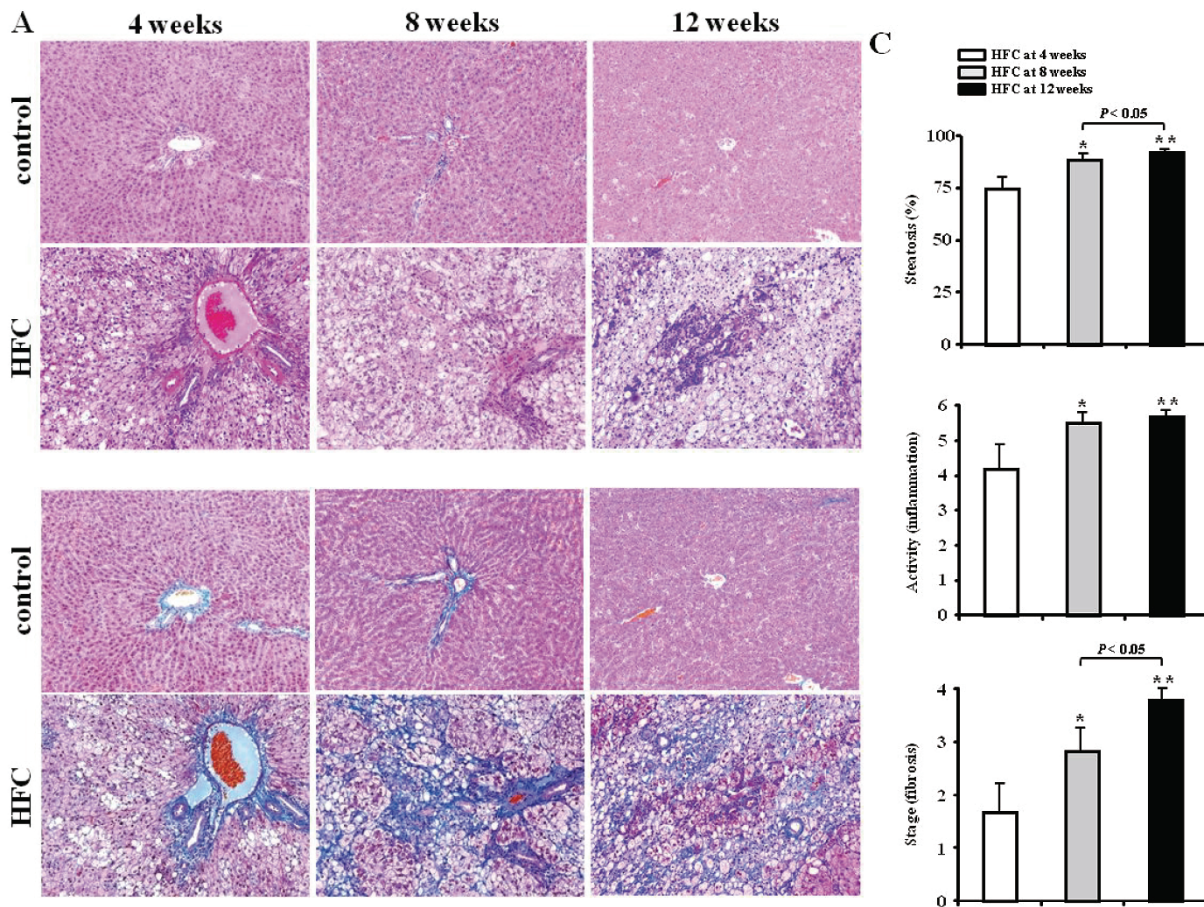 A
4 weeks
8 weeks
12 weeks
control
HFC
control
HFC
C
HFC at 4 weeks
HFC at 8 weeks
HFC at 12 weeks
P < 0.05
*
**
100
75
50
25
0
Steatosis (%)
*
**
6
5
4
3
2
1
0
Activity (inflammation)
P < 0.05
*
**
4
3
2
1
0
Stage (fibrosis)